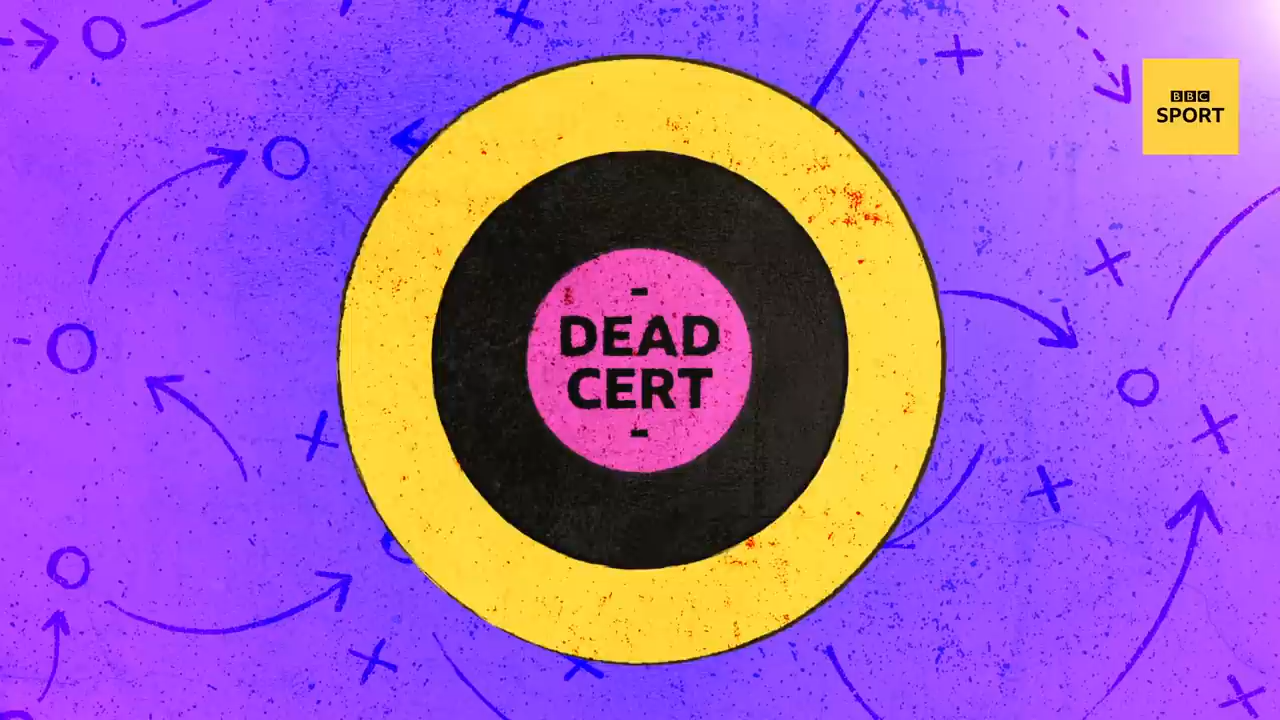 BBC
SPORT
-
DEAD
CERT
-